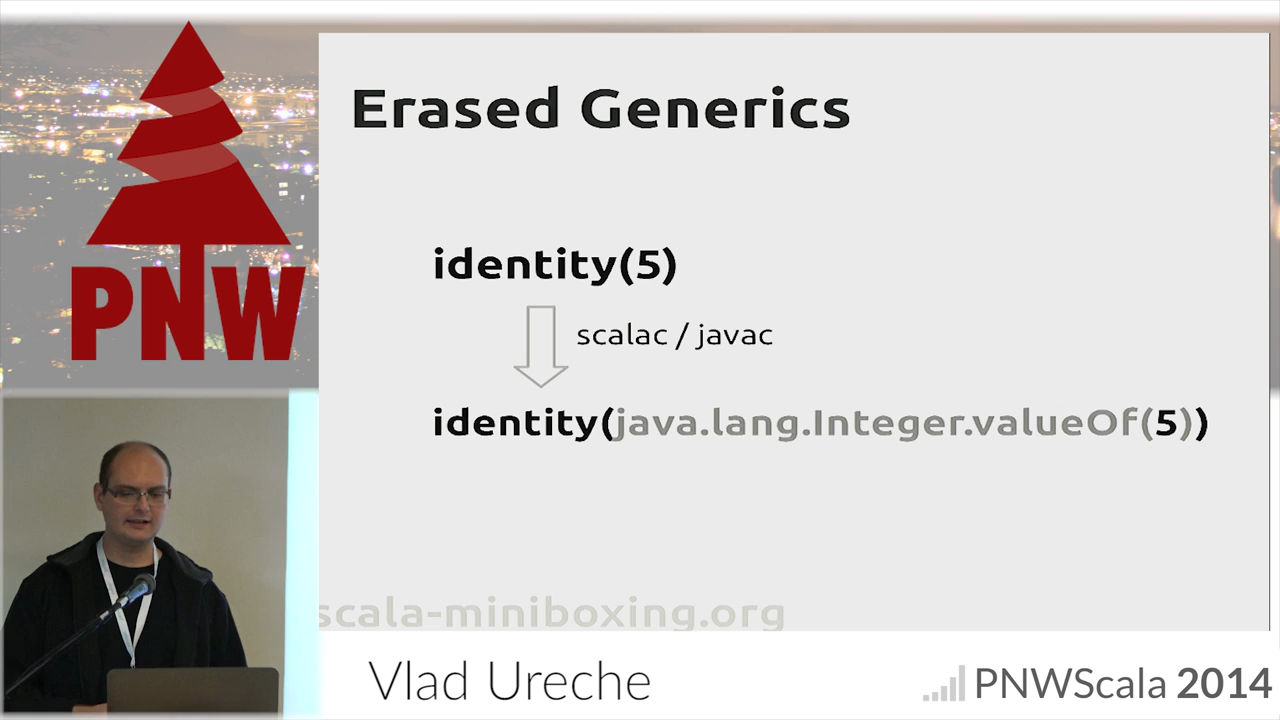 PNW
Erased Generics
identity(5)
scalac / javac
identity(java.lang.Integer.valueOf(5))
scala-miniboxing.org
Vlad Ureche
PNWScala 2014